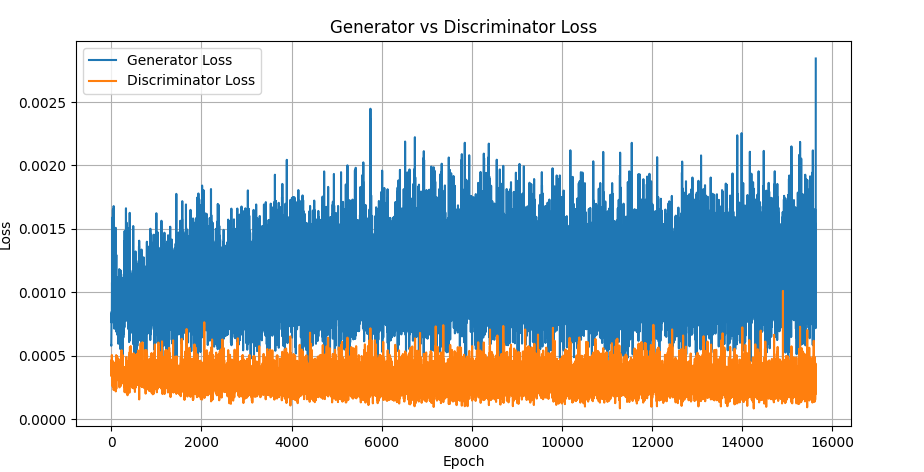 Generator vs Discriminator Loss
Generator Loss
Discriminator Loss
0.0025
0.0020
0.0015
0.0010
0.0005
0.0000
Loss
0 2000 4000 6000 8000 10000 12000 14000 16000
Epoch